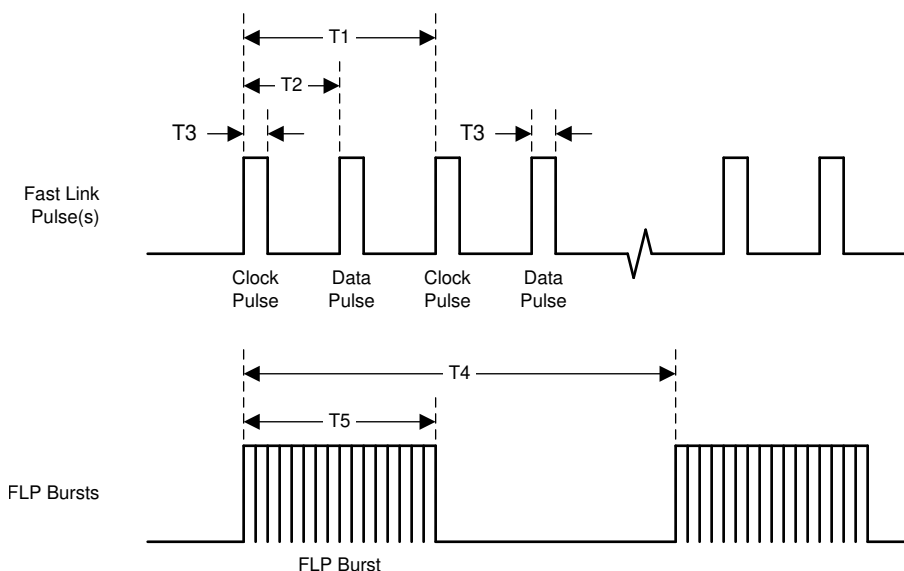 T1
T2
T3
T3
Fast Link
Pulse(s)
Clock
Pulse
Data
Pulse
Clock
Pulse
Data
Pulse
T4
T5
FLP Bursts
FLP Burst